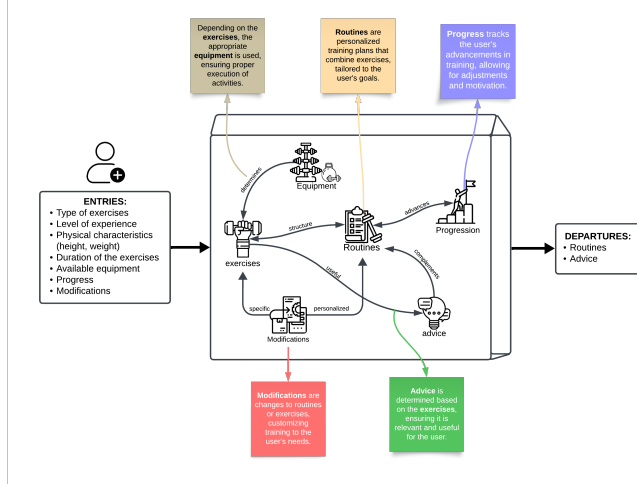 Depending on the
exercises, the
appropriate
equipment is used,
ensuring proper
execution of
activities.
Routines are
personalized
training plans that
combine exercises,
tailored to the
user's goals.
Progress tracks
the user's
advancements in
training, allowing
for adjustments
and motivation.
ENTRIES:
• Type of exercises
• Level of experience
• Physical characteristics
(height, weight)
• Duration of the exercises
• Available equipment
• Progress
• Modifications
determines
Equipment
structure
exercises
Routines
advances
Progression
useful
complements
specific
personalized
Modifications
advice
DEPARTURES:
• Routines
• Advice
Modifications are
changes to routines
or exercises,
customizing
training to the
user's needs.
Advice is
determined based
on the exercises,
ensuring it is
relevant and useful
for the user.